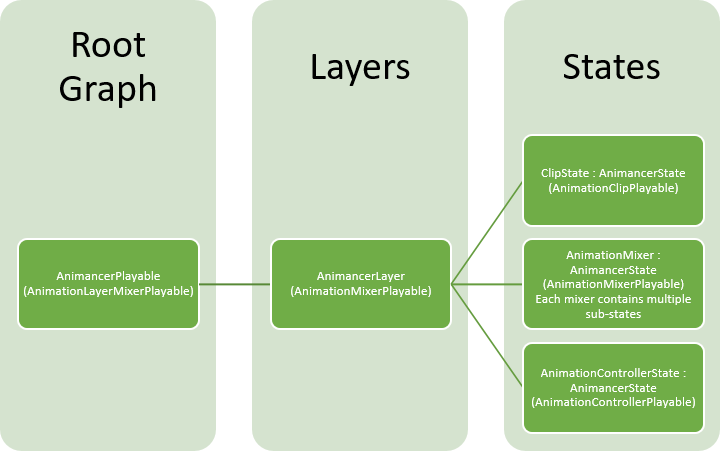 Root
Graph
Layers
States
AnimancerPlayable
(AnimationLayerMixerPlayable)
AnimancerLayer
(AnimationMixerPlayable)
ClipState : AnimancerState
(AnimationClipPlayable)
AnimationMixer :
AnimancerState
(AnimationMixerPlayable)
Each mixer contains multiple
sub-states
AnimationControllerState :
AnimancerState
(AnimationControllerPlayable)